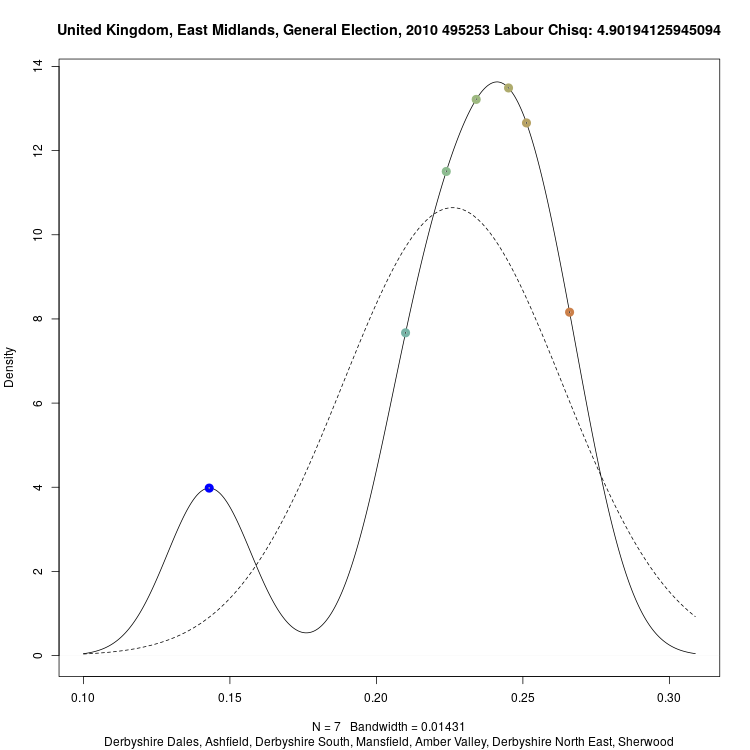 United Kingdom, East Midlands, General Election, 2010 495253 Labour Chisq: 4.90194125945094
14
12
10
8
6
4
2
0
Density
0.10 0.15 0.20 0.25 0.30
N = 7 Bandwidth = 0.01431
Derbyshire Dales, Ashfield, Derbyshire South, Mansfield, Amber Valley, Derbyshire North East, Sherwood